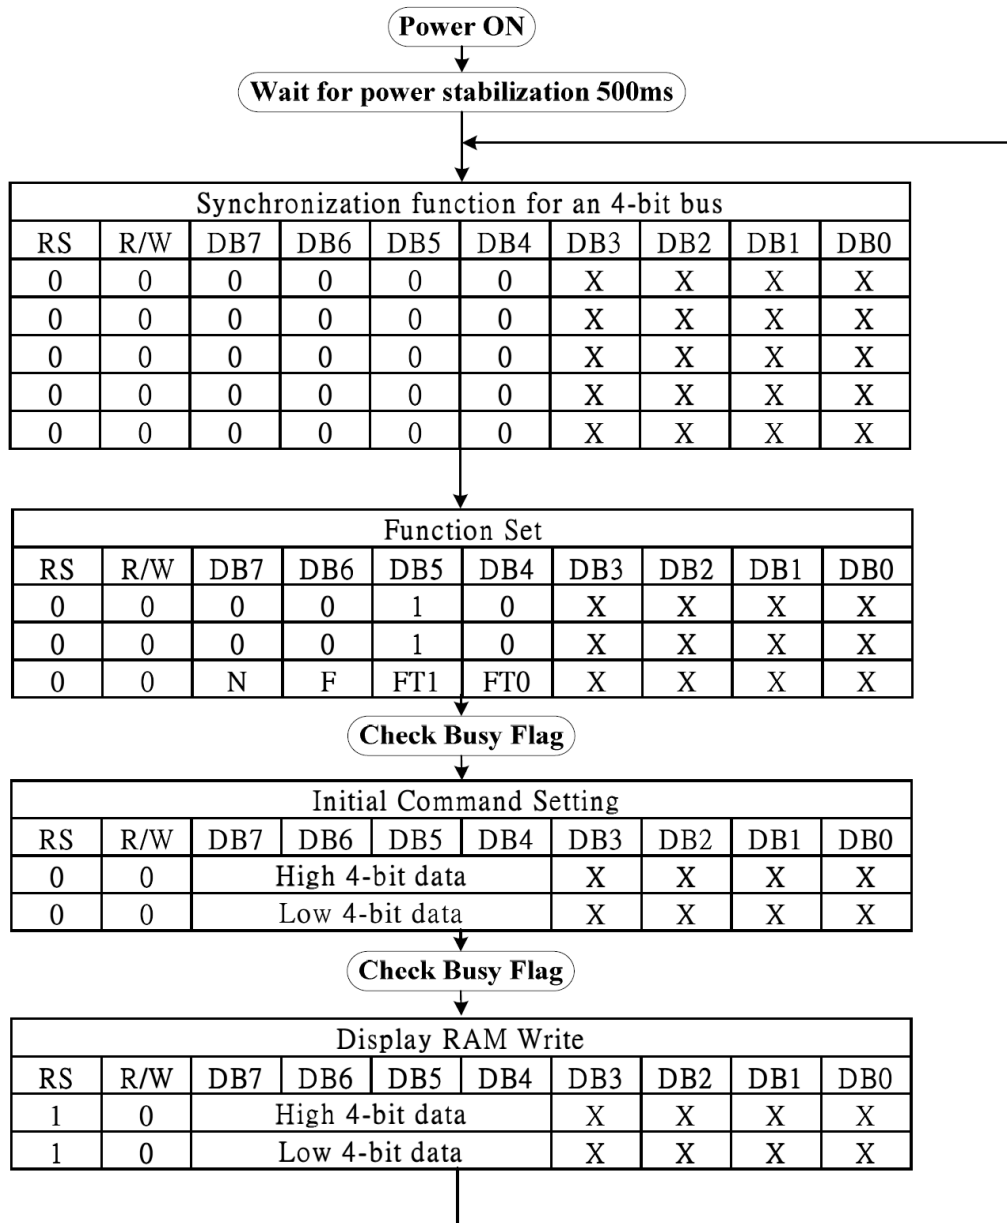 Power ON
Wait for power stabilization 500ms
Synchronization function for an 4-bit bus
RS R/W DB7 DB6 DB5 DB4 DB3 DB2 DB1 DB0
0 0 0 0 0 0 X X X X
0 0 0 0 0 0 X X X X
0 0 0 0 0 0 X X X X
0 0 0 0 0 0 X X X X
0 0 0 0 0 0 X X X X
Function Set
RS R/W DB7 DB6 DB5 DB4 DB3 DB2 DB1 DB0
0 0 0 0 1 0 X X X X
0 0 0 0 1 0 X X X X
0 0 N F FT1 FT0 X X X X
Check Busy Flag
Initial Command Setting
RS R/W DB7 DB6 DB5 DB4 DB3 DB2 DB1 DB0
0 0 High 4-bit data X X X X
0 0 Low 4-bit data X X X X
Check Busy Flag
Display RAM Write
RS R/W DB7 DB6 DB5 DB4 DB3 DB2 DB1 DB0
1 0 High 4-bit data X X X X
1 0 Low 4-bit data X X X X